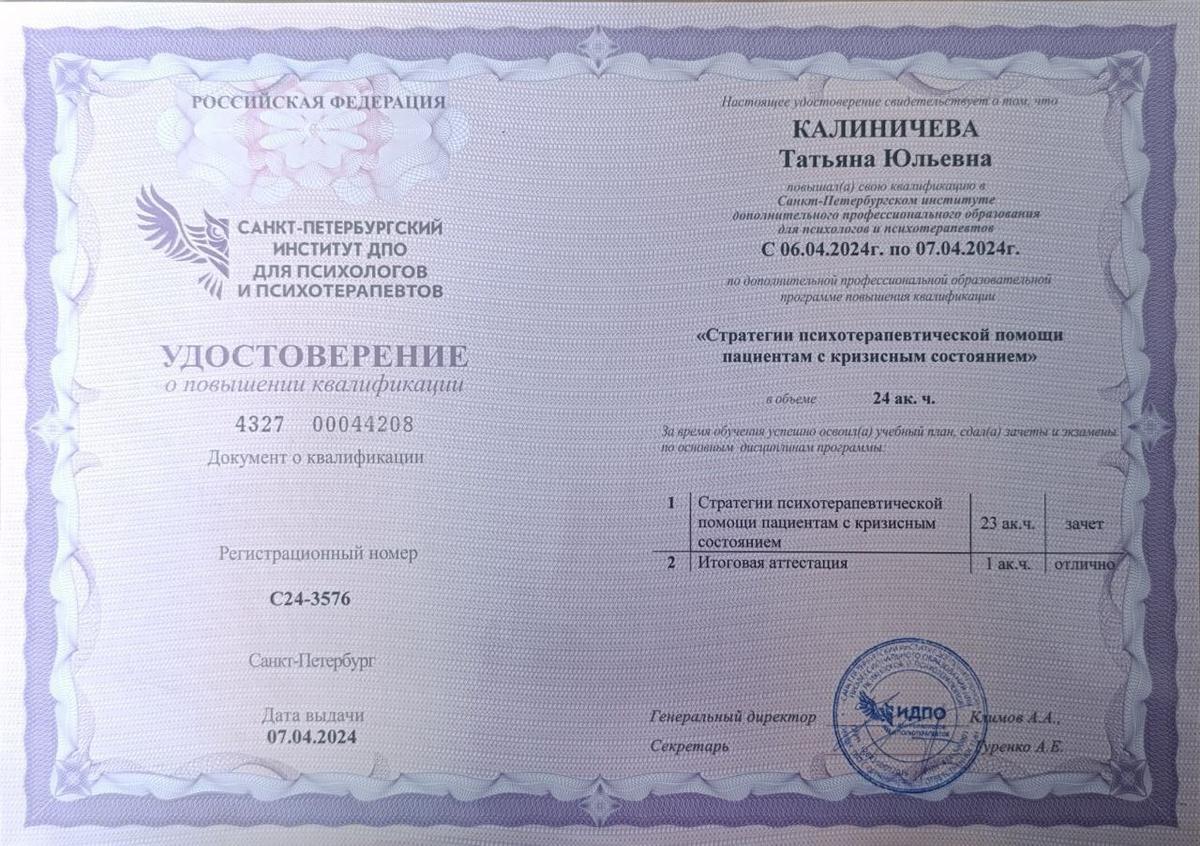 РОССИЙСКАЯ ФЕДЕРАЦИЯ
САНКТ-ПЕТЕРБУРГСКИЙ
ИНСТИТУТ ДПО
ДЛЯ ПСИХОЛОГОВ
И ПСИХОТЕРАПЕВТОВ
УДОСТОВЕРЕНИЕ
о повышении квалификации
4327 00044208
Документ о квалификации
Регистрационный номер
С24-3576
Санкт-Петербург
Дата выдачи
07.04.2024
Настоящее удостоверение свидетельствует о том, что
КАЛИНИЧЕВА
Татьяна Юльевна
повышал(а) свою квалификацию в
Санкт-Петербургском институте
дополнительного профессионального образования
для психологов и психотерапевтов
С 06.04.2024г. по 07.04.2024г.
по дополнительной профессиональной образовательной
программе повышения квалификации
«Стратегии психотерапевтической помощи
пациентам с кризисным состоянием»
в объеме 24 ак. ч.
За время обучения успешно освоил(а) учебный план, сдал(а) зачеты и экзамены
по основным дисциплинам программы:
1 Стратегии психотерапевтической
помощи пациентам с кризисным 23 ак.ч. зачет
состоянием
2 Итоговая аттестация 1 ак.ч. отлично
ИДПО
Генеральный директор Климов А.А.,
Секретарь Гуренко А.Е.